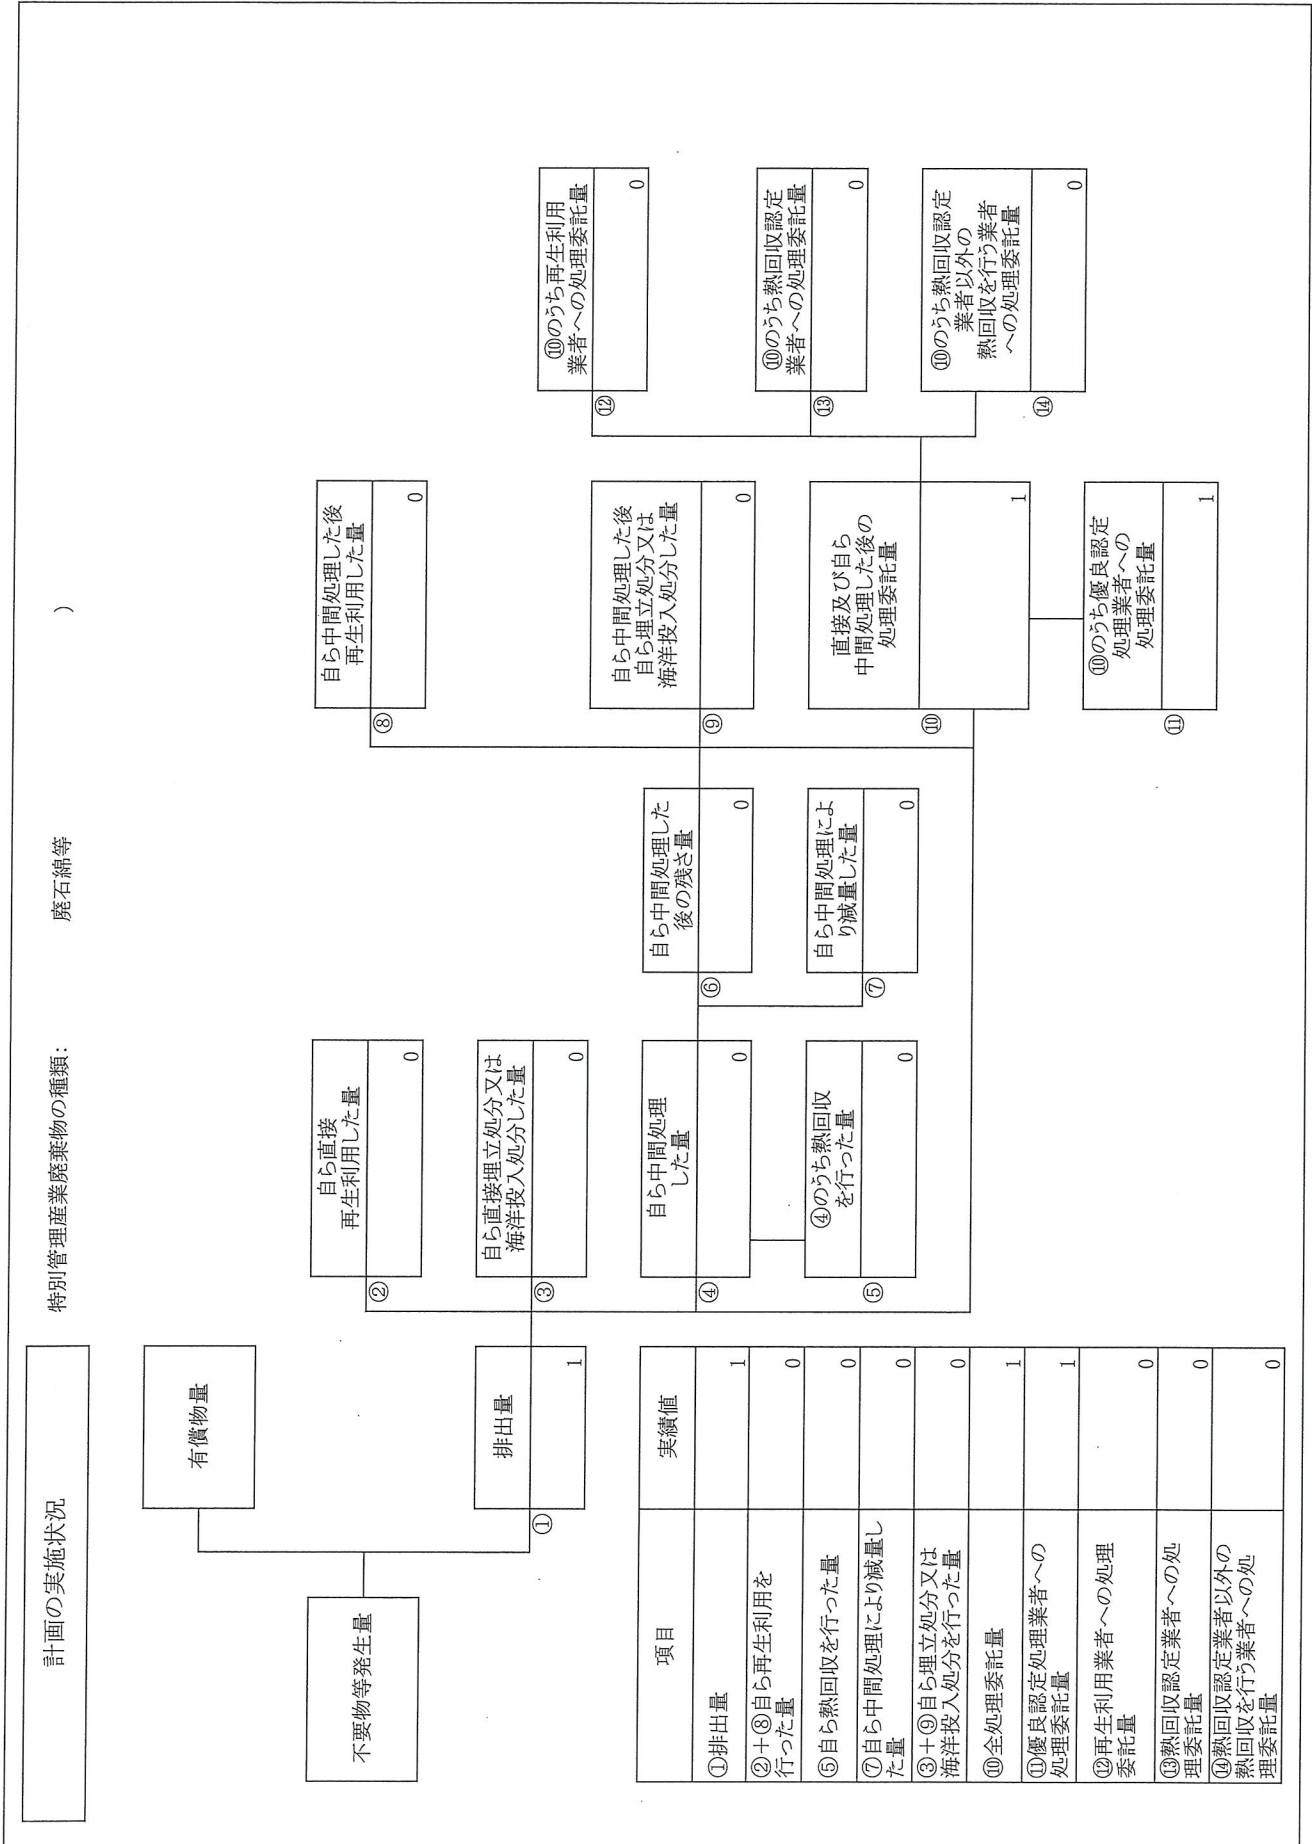 計画の実施状況
特別管理産業廃棄物の種類: 廃石綿等 )
不要物等発生量
有償物量
①
排出量
1
②
自ら直接
再生利用した量
0
③
自ら直接埋立処分又は
海洋投入処分した量
0
④
自ら中間処理
した量
0
⑤
④のうち熱回収
を行った量
0
⑥
自ら中間処理した
後の残さ量
0
⑦
自ら中間処理によ
り減量した量
0
⑧
自ら中間処理した後
再生利用した量
0
⑨
自ら中間処理した後
自ら埋立処分又は
海洋投入処分した量
0
⑩
直接及び自ら
中間処理した後の
処理委託量
1
⑪
⑩のうち優良認定
処理業者への
処理委託量
1
⑫
⑩のうち再生利用
業者への処理委託量
0
⑬
⑩のうち熱回収認定
業者への処理委託量
0
⑭
⑩のうち熱回収認定
業者以外の
熱回収を行う業者
への処理委託量
0
項目 実績値
①排出量 1
②+⑧自ら再生利用を
行った量 0
⑤自ら熱回収を行った量 0
⑦自ら中間処理により減量し
た量 0
③+⑨自ら埋立処分又は
海洋投入処分を行った量 0
⑩全処理委託量 1
⑪優良認定処理業者への
処理委託量 1
⑫再生利用業者への処理
委託量 0
⑬熱回収認定業者への処
理委託量 0
⑭熱回収認定業者以外の
熱回収を行う業者への処
理委託量 0